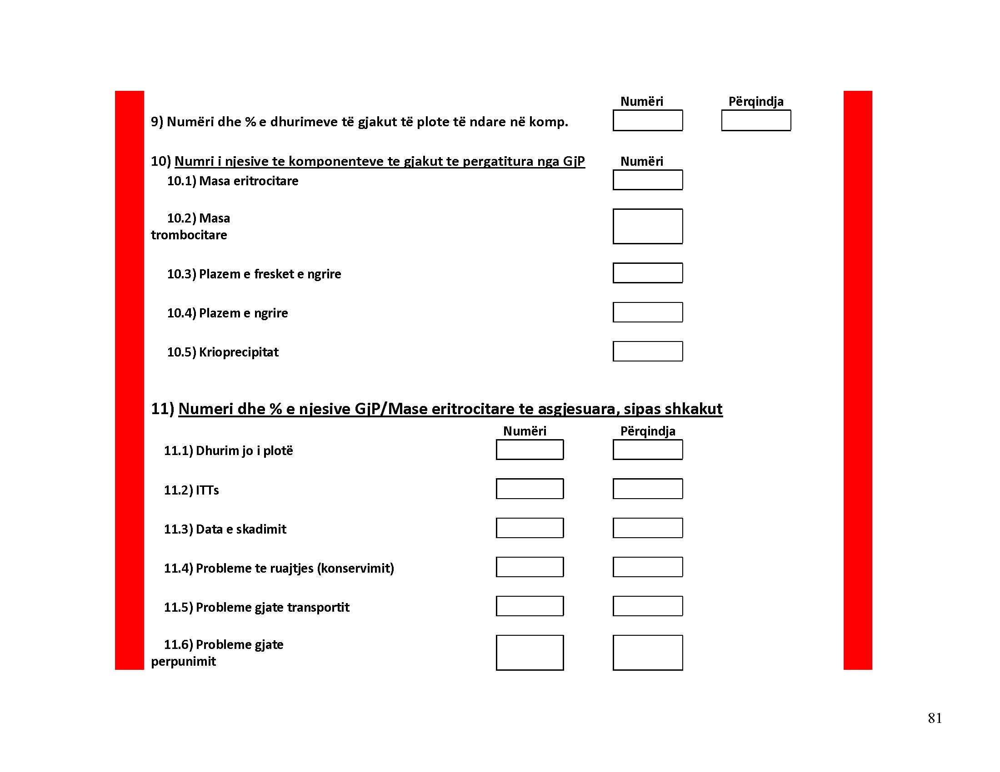 Numëri Përqindja
9) Numëri dhe % e dhurimeve të gjakut të plote të ndare në komp.
10) Numri i njesive te komponenteve te gjakut te pergatitura nga GjP Numëri
10.1) Masa eritrocitare
10.2) Masa
trombocitare
10.3) Plazem e fresket e ngrire
10.4) Plazem e ngrire
10.5) Krioprecipitat
11) Numeri dhe % e njesive GjP/Mase eritrocitare te asgjesuara, sipas shkakut
Numëri Përqindja
11.1) Dhurim jo i plotë
11.2) ITTs
11.3) Data e skadimit
11.4) Probleme te ruajtjes (konservimit)
11.5) Probleme gjate transportit
11.6) Probleme gjate
perpunimit
81